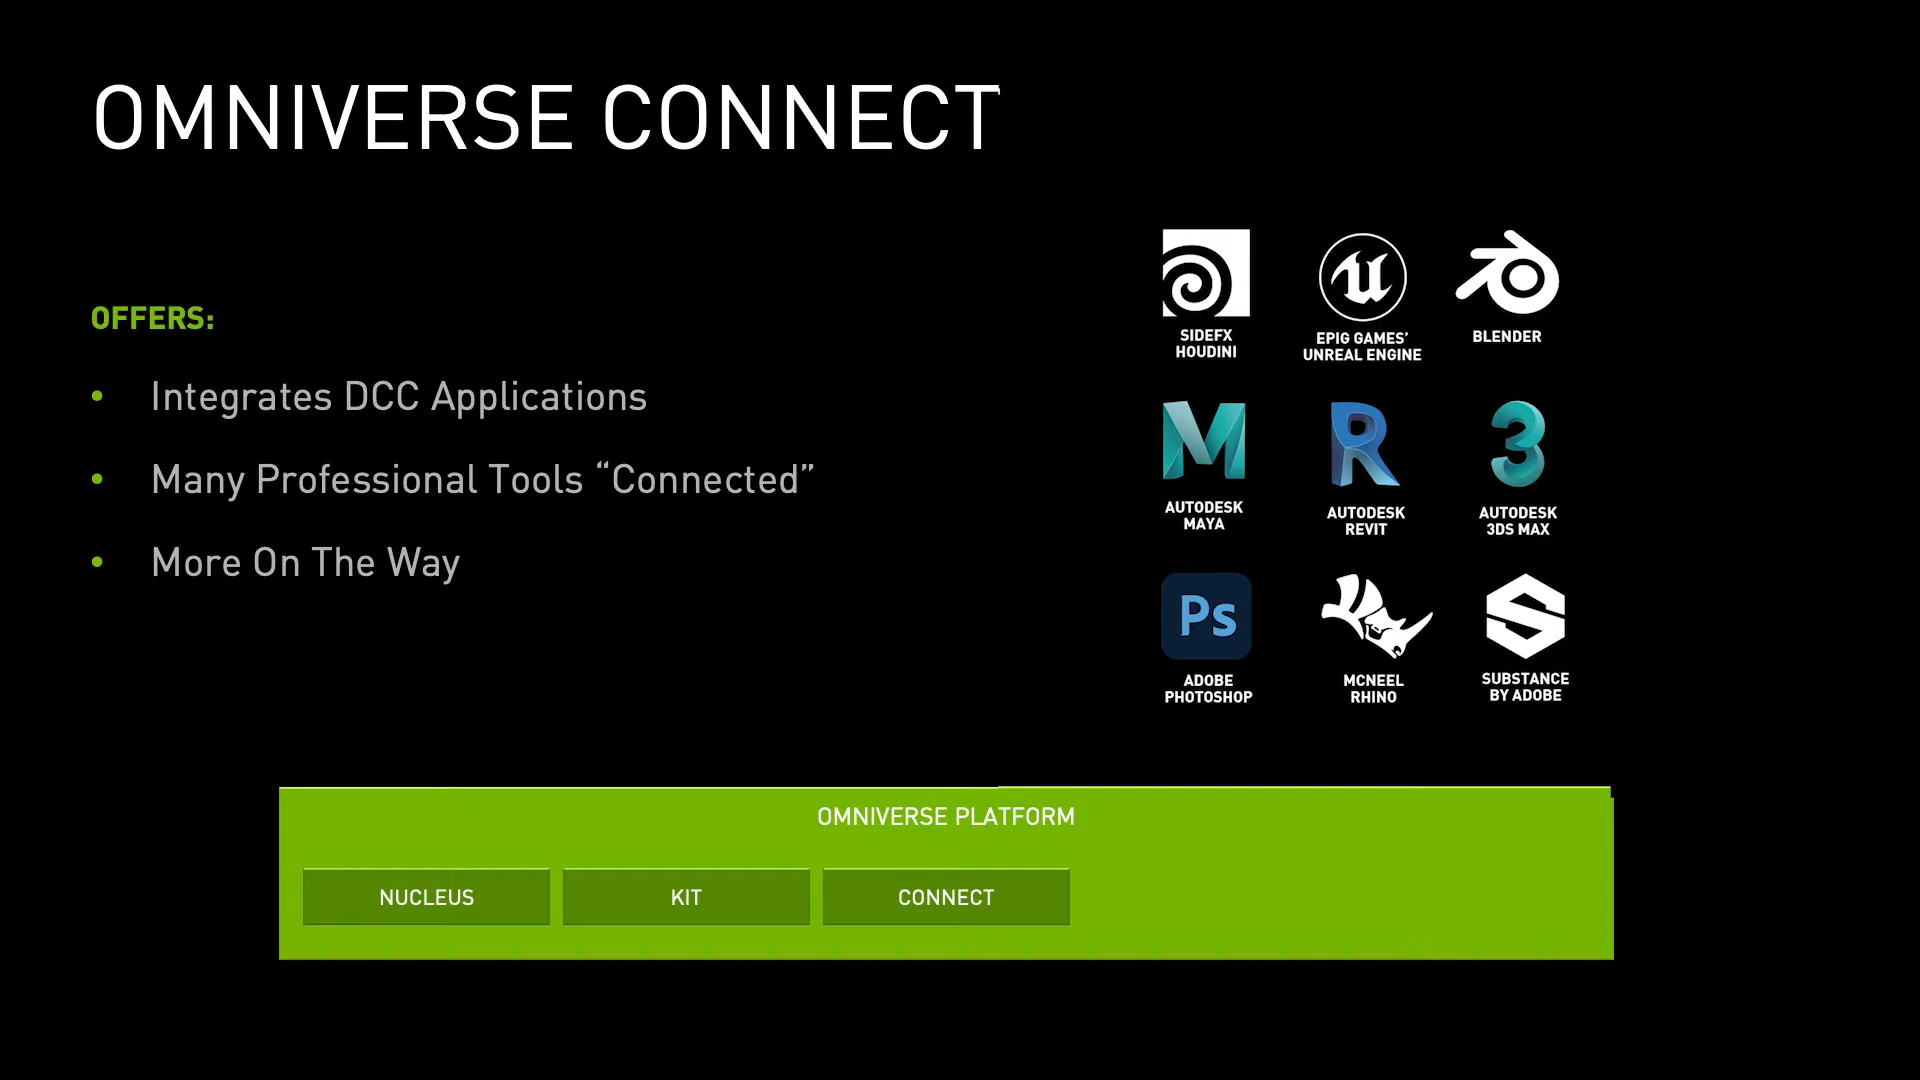 OMNIVERSE CONNECT
OFFERS:
• Integrates DCC Applications
• Many Professional Tools “Connected”
• More On The Way
SIDEFX
HOUDINI
EPIG GAMES’
UNREAL ENGINE
BLENDER
AUTODESK
MAYA
AUTODESK
REVIT
AUTODESK
3DS MAX
Ps
ADOBE
PHOTOSHOP
MCNEEL
RHINO
SUBSTANCE
BY ADOBE
OMNIVERSE PLATFORM
NUCLEUS
KIT
CONNECT